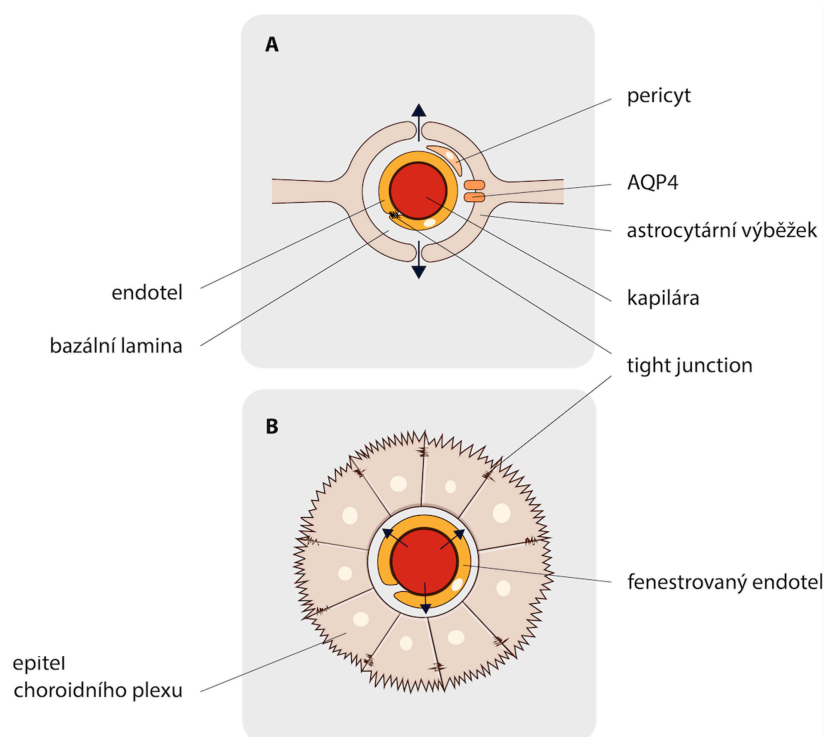 A
pericyt
AQP4
astrocytární výběžek
endotel
kapilára
bazální lamina
tight junction
B
fenestrovaný endotel
epitel
choroidního plexu